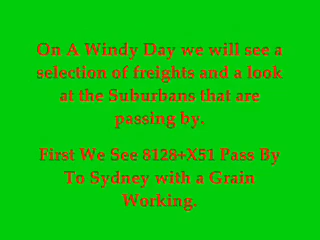 On A Windy Day we will see a
selection of freights and a look
at the Suburbans that are
passing by.
First We See 8128+X51 Pass By
To Sydney with a Grain
Working.